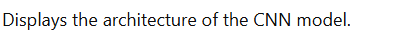 Displays the architecture of the CNN model.